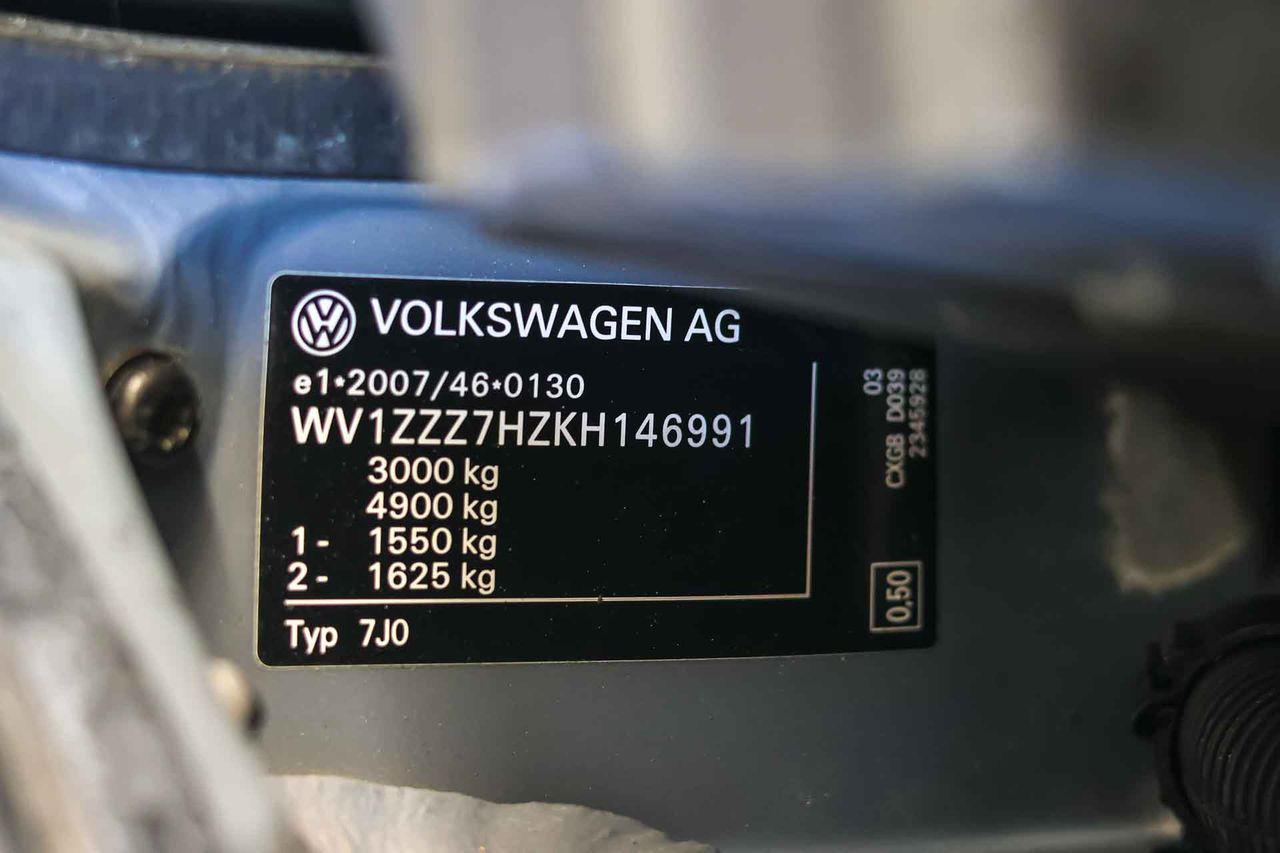 VOLKSWAGEN AG
e1*2007/46*0130
WV1ZZZ7HZKH146991
3000 kg
4900 kg
1- 1550 kg
2- 1625 kg
Typ 7J0
03
CXGB D039
2345928
0,50